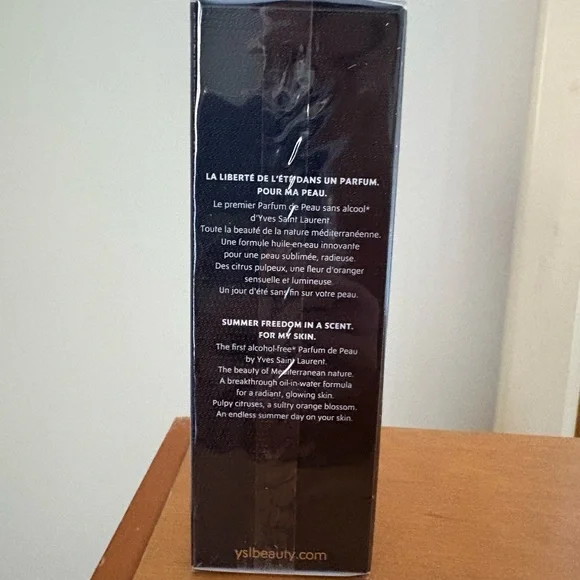 LA LIBERTÉ DE L'ÉTÉ DANS UN PARFUM.
POUR MA PEAU.
Le premier Parfum de Peau sans alcool*
d'Yves Saint Laurent.
Toute la beauté de la nature méditerranéenne.
Une formule huile-en-eau innovante
pour une peau sublimée, radieuse.
Des citrus pulpeux, une fleur d'oranger
sensuelle et lumineuse.
Un jour d'été sans fin sur votre peau.
SUMMER FREEDOM IN A SCENT.
FOR MY SKIN.
The first alcohol-free* Parfum de Peau
by Yves Saint Laurent.
The beauty of Mediterranean nature.
A breakthrough oil-in-water formula
for a radiant, glowing skin.
Pulpy citruses, a sultry orange blossom.
An endless summer day on your skin.
yslbeauty.com